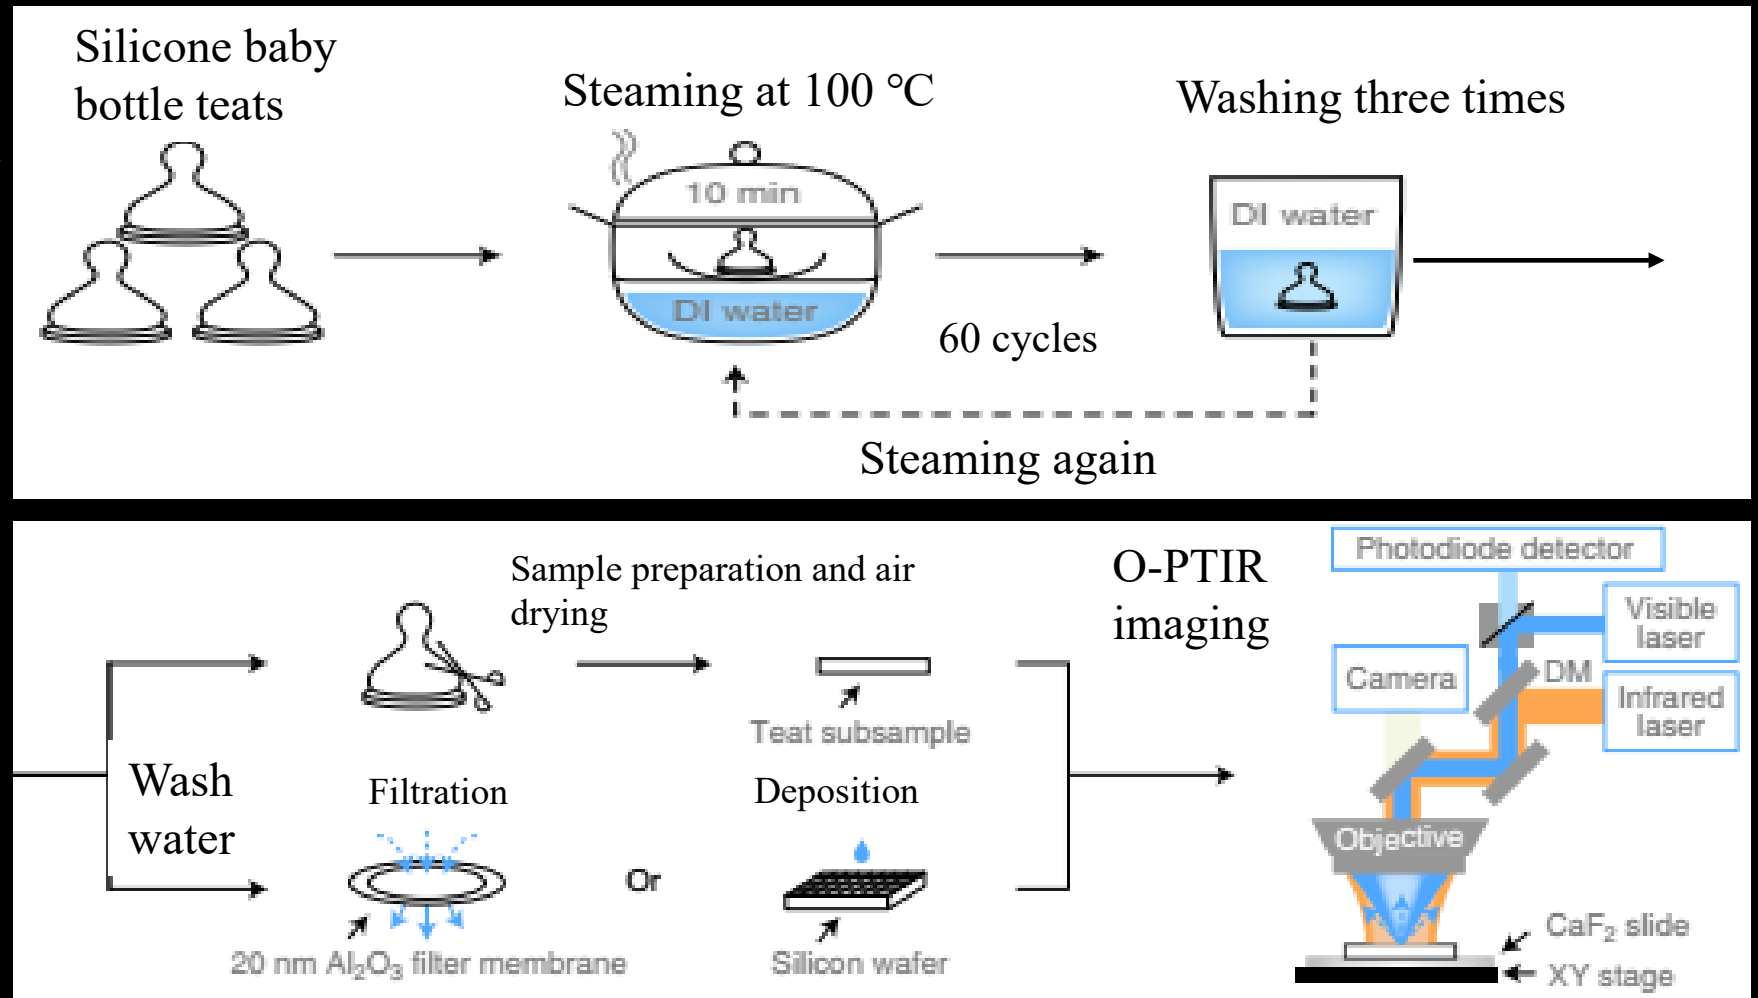 Silicone baby
bottle teats
Steaming at 100 ℃
10 min
DI water
60 cycles
Washing three times
DI water
Steaming again
Sample preparation and air
drying
Teat subsample
Wash
water
Filtration
20 nm Al₂O₃ filter membrane
Or
Deposition
Silicon wafer
O-PTIR
imaging
Photodiode detector
Visible
laser
Camera
DM
Infrared
laser
Objective
CaF₂ slide
XY stage